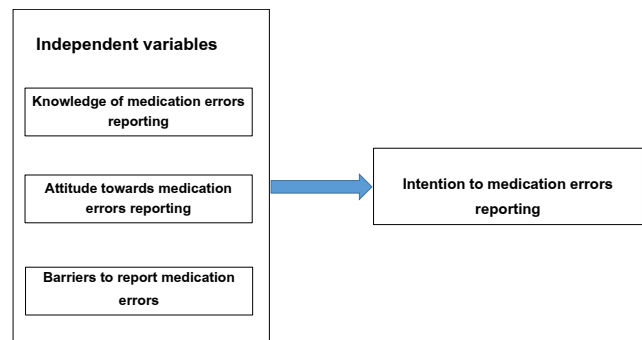 Independent variables
Knowledge of medication errors
reporting
Attitude towards medication
errors reporting
Barriers to report medication
errors
Intention to medication errors
reporting